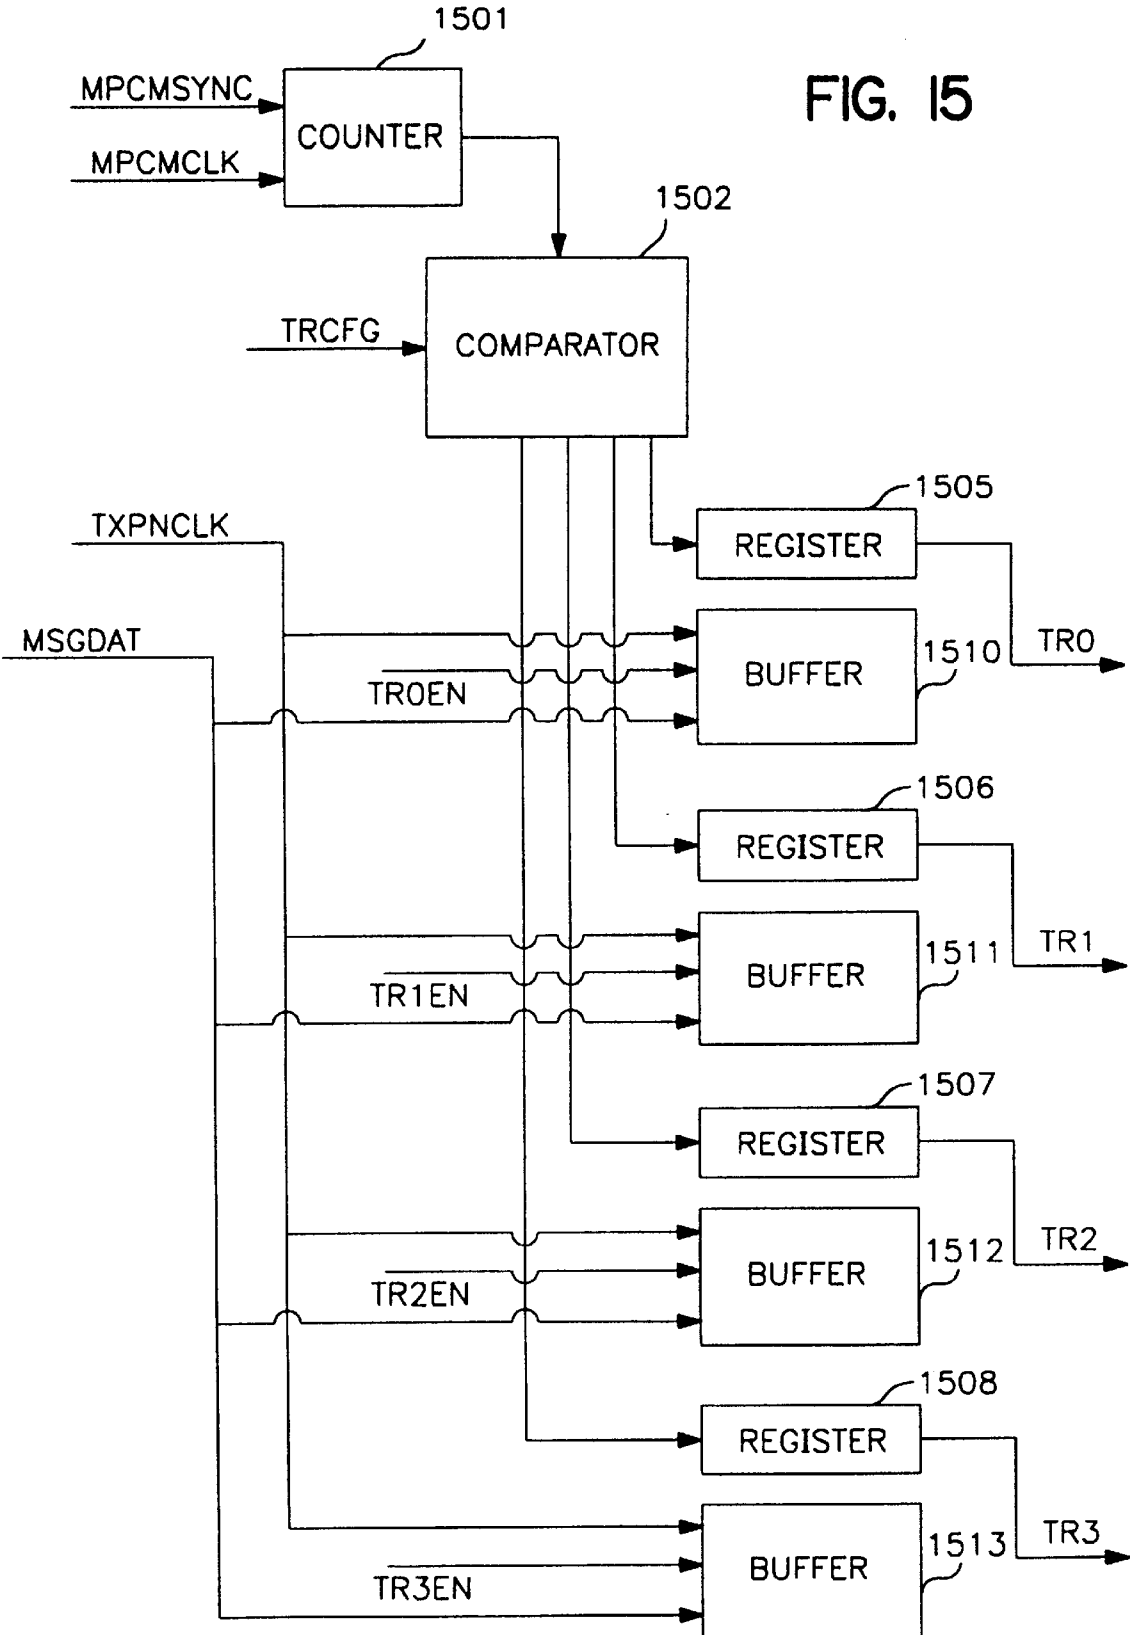 1501
MPCMSYNC
FIG. 15
COUNTER
MPCMCLK
1502
TRCFG
COMPARATOR
1505
TXPNCLK
REGISTER
MSGDAT
TR0
1510
BUFFER
TR0EN
1506
REGISTER
TR1
1511
BUFFER
TR1EN
1507
REGISTER
TR2
1512
BUFFER
TR2EN
1508
REGISTER
TR3
1513
BUFFER
TR3EN